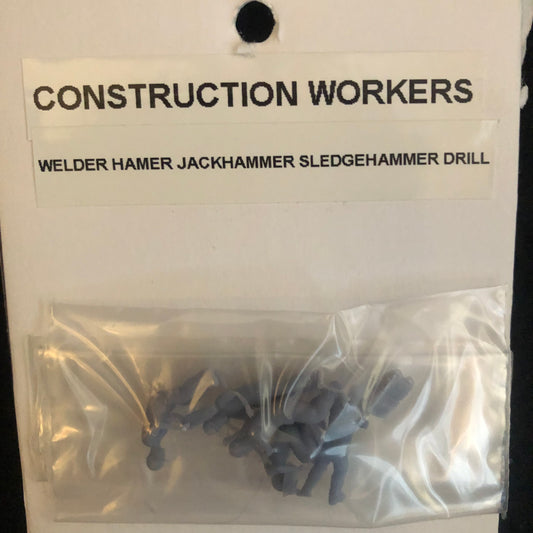 CONSTRUCTION WORKERS
WELDER HAMER JACKHAMMER SLEDGEHAMMER DRILL